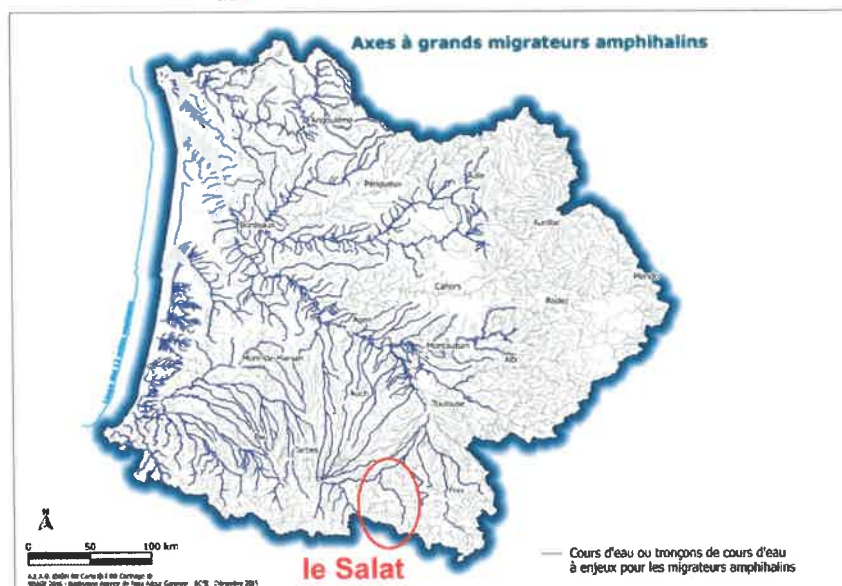 Axes à grands migrateurs amphihalins
Angoulême
Périgueux
Tulle
Bordeaux
Aurillac
Mende
Cahors
Rodez
Agen
Montauban
Mont-De-Marsan
Albi
Auch
Toulouse
Pau
Tarbes
Foix
N
0 50 100 km
le Salat
Cours d'eau ou tronçons de cours d'eau
à enjeux pour les migrateurs amphihalins